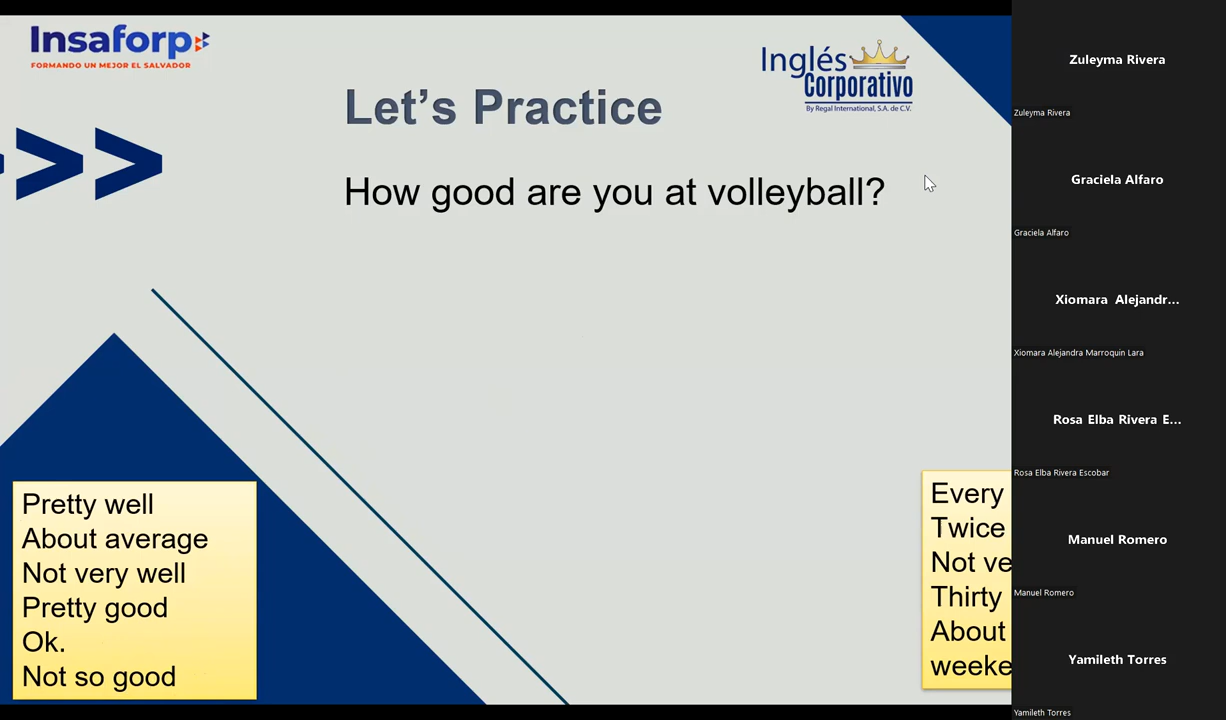 Insaforp
FORMANDO UN MEJOR EL SALVADOR
Inglés
Corporativo
By Regal International, S.A. de C.V.
Let's Practice
>>
How good are you at volleyball?
Pretty well
About average
Not very well
Pretty good
Ok.
Not so good
Every
Twice
Not ve
Thirty
About
weeke
Zuleyma Rivera
Zuleyma Rivera
Graciela Alfaro
Graciela Alfaro
Xiomara Alejandr...
Xiomara Alejandra Marroquin Lara
Rosa Elba Rivera E...
Rosa Elba Rivera Escobar
Manuel Romero
Manuel Romero
Yamileth Torres
Yamileth Torres